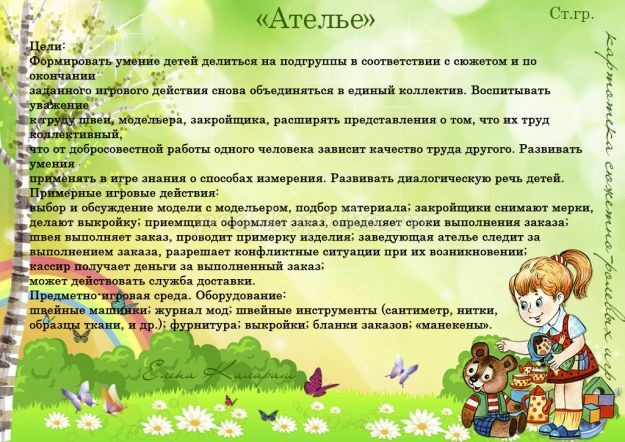 «Ателье»
Ст.гр.
Цели:
Формировать умение детей делиться на подгруппы в соответствии с сюжетом и по
окончании
заданного игрового действия снова объединяться в единый коллектив. Воспитывать
уважение
к труду швеи, модельера, закройщика, расширять представления о том, что их труд
коллективный,
что от добросовестной работы одного человека зависит качество труда другого. Развивать
умения
применять в игре знания о способах измерения. Развивать диалогическую речь детей.
Примерные игровые действия:
выбор и обсуждение модели с модельером, подбор материала; закройщики снимают мерки,
делают выкройку; приемщица оформляет заказ, определяет сроки выполнения заказа;
швея выполняет заказ, проводит примерку изделия; заведующая ателье следит за
выполнением заказа, разрешает конфликтные ситуации при их возникновении;
кассир получает деньги за выполненный заказ;
может действовать служба доставки.
Предметно-игровая среда. Оборудование:
швейные машинки; журнал мод; швейные инструменты (сантиметр, нитки,
образцы ткани, и др.); фурнитура; выкройки; бланки заказов; «манекены».
картотека сюжетно-ролевых игр
Елена